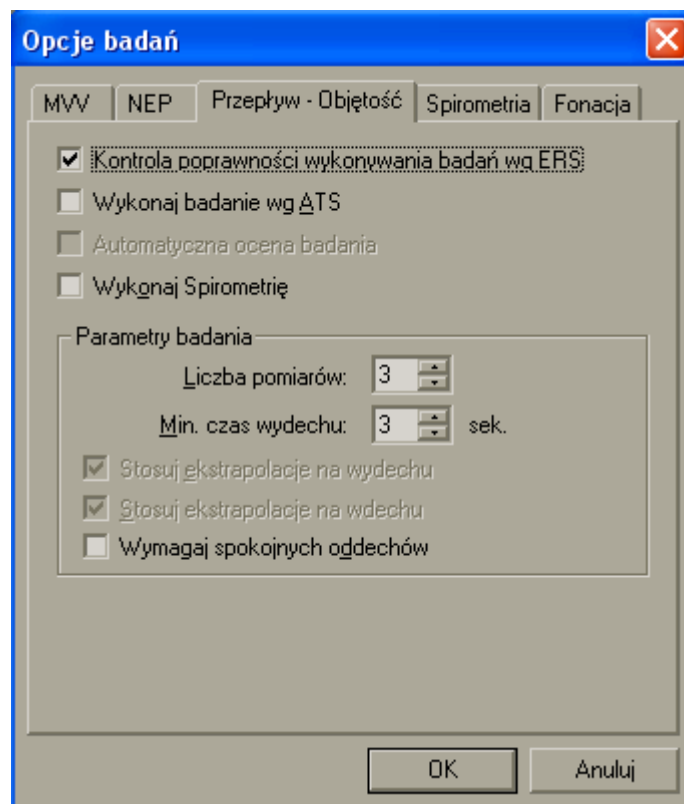 Opcje badań
MVV NEP Przepływ - Objętość Spirometria Fonacja
Kontrola poprawności wykonywania badań wg ERS
Wykonaj badanie wg ATS
Automatyczna ocena badania
Wykonaj Spirometrię
Parametry badania
Liczba pomiarów: 3
Min. czas wydechu: 3 sek.
Stosuj ekstrapolacje na wydechu
Stosuj ekstrapolacje na wdechu
Wymagaj spokojnych oddechów
OK Anuluj